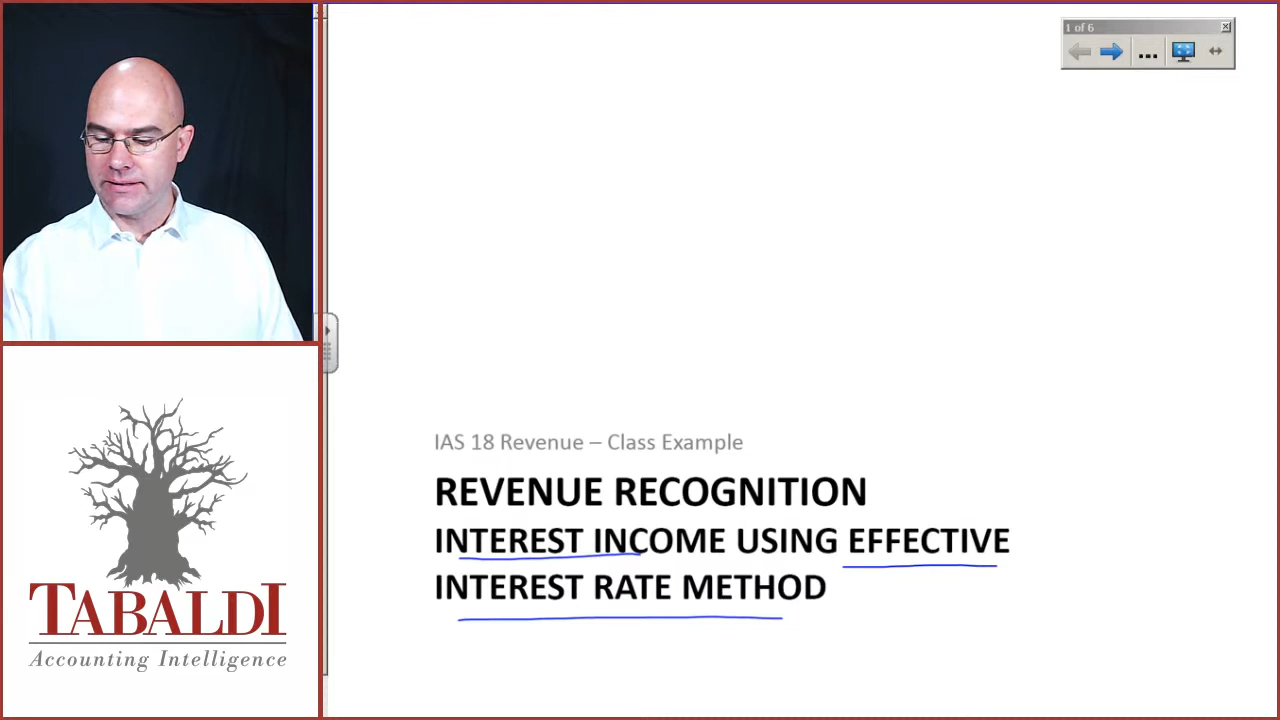 1 of 6
IAS 18 Revenue – Class Example
REVENUE RECOGNITION
INTEREST INCOME USING EFFECTIVE
INTEREST RATE METHOD
TABALDI
Accounting Intelligence